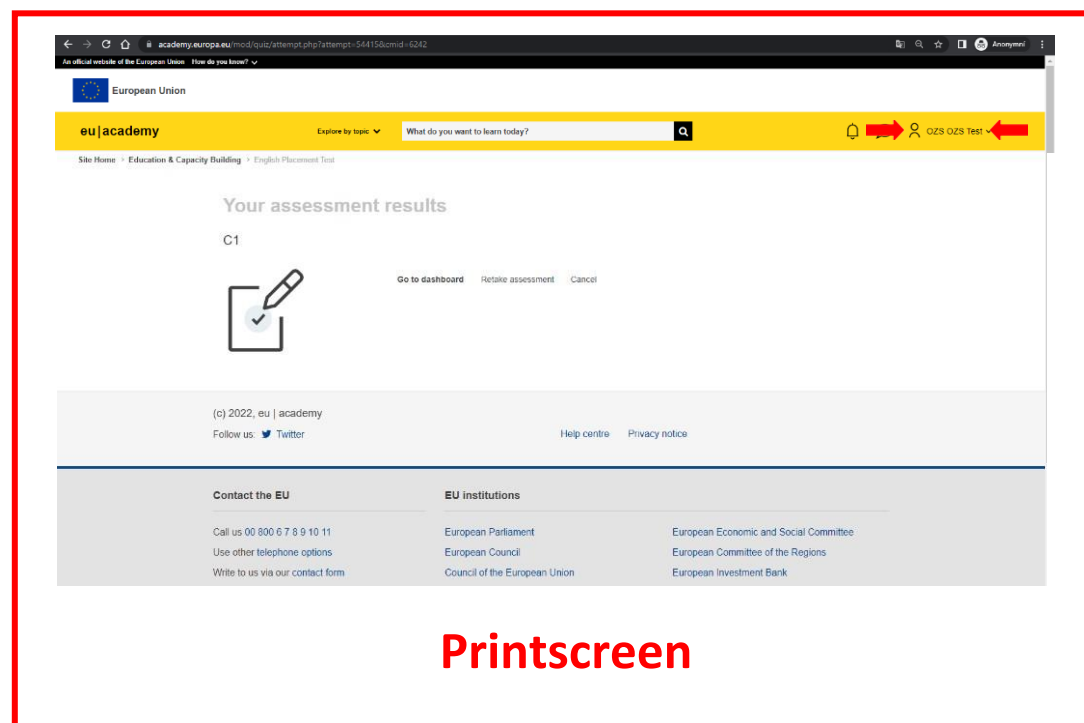 academy.europa.eu/mod/quiz/attempt.php?attempt=54415&cmid=6242 Anonymní
An official website of the European Union How do you know?
European Union
eu|academy Explore by topic What do you want to learn today? OZS OZS Test
Site Home Education & Capacity Building English Placement Test
Your assessment results
C1
Go to dashboard Retake assessment Cancel
(c) 2022, eu | academy
Follow us: Twitter Help centre Privacy notice
Contact the EU EU institutions
Call us 00 800 6 7 8 9 10 11 European Parliament European Economic and Social Committee
Use other telephone options European Council European Committee of the Regions
Write to us via our contact form Council of the European Union European Investment Bank
Printscreen